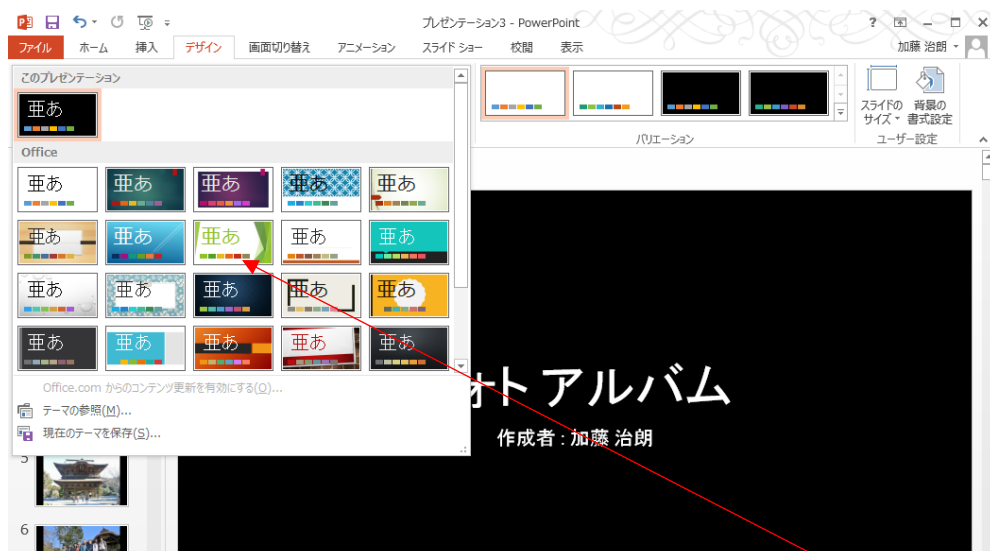 プレゼンテーション3 - PowerPoint
ファイル ホーム 挿入 デザイン 画面切り替え アニメーション スライド ショー 校閲 表示 加藤 治朗
このプレゼンテーション
亜あ
Office
亜あ 亜あ 亜あ 亜あ 亜あ
亜あ 亜あ 亜あ 亜あ 亜あ
亜あ 亜あ 亜あ 亜あ 亜あ
亜あ 亜あ 亜あ 亜あ 亜あ
Office.com からのコンテンツ更新を有効にする(O)...
テーマの参照(M)...
現在のテーマを保存(S)...
バリエーション
スライドの サイズ
背景の 書式設定
ユーザー設定
ォト アルバム
作成者 : 加藤 治朗
5
6